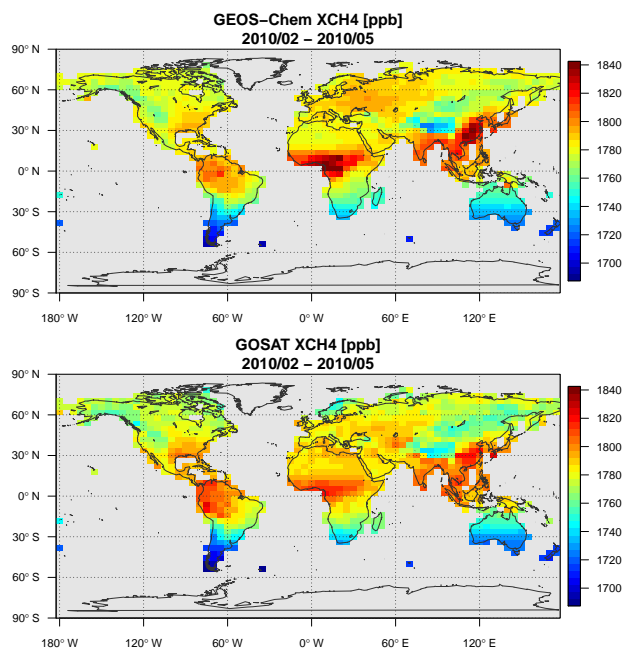 GEOS−Chem XCH4 [ppb]
2010/02 − 2010/05
90° N
60° N
30° N
0° N
30° S
60° S
90° S
180° W
120° W
60° W
0° W
60° E
120° E
1840
1820
1800
1780
1760
1740
1720
1700
GOSAT XCH4 [ppb]
2010/02 − 2010/05
90° N
60° N
30° N
0° N
30° S
60° S
90° S
180° W
120° W
60° W
0° W
60° E
120° E
1840
1820
1800
1780
1760
1740
1720
1700